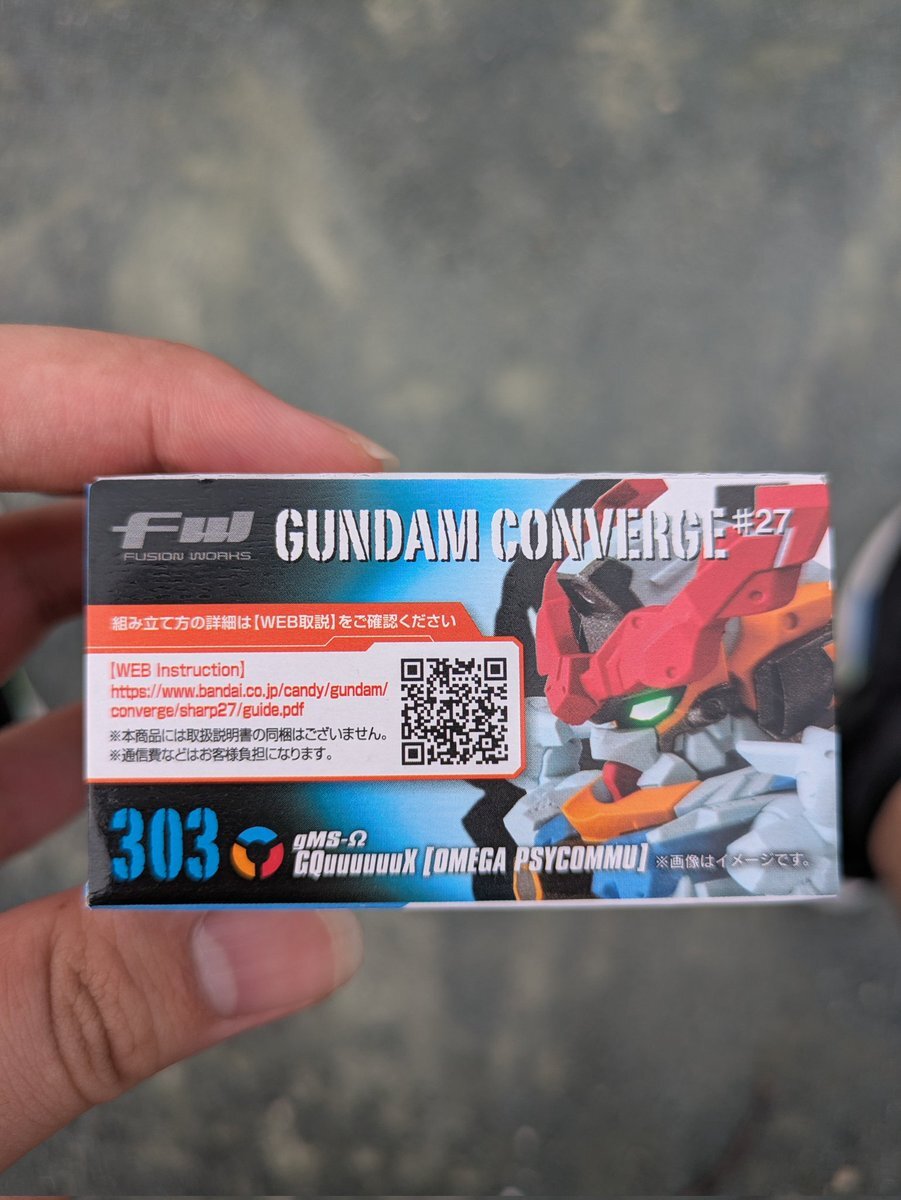 FW GUNDAM CONVERGE #27
FUSION WORKS
組み立て方の詳細は【WEB取説】をご確認ください
【WEB Instruction】
https://www.bandai.co.jp/candy/gundam/
converge/sharp27/guide.pdf
※本商品には取扱説明書の同梱はございません。
※通信費などはお客様負担になります。
303
gMS-Ω
GQuuuuuuX [OMEGA PSYCOMMU]
※画像はイメージです。